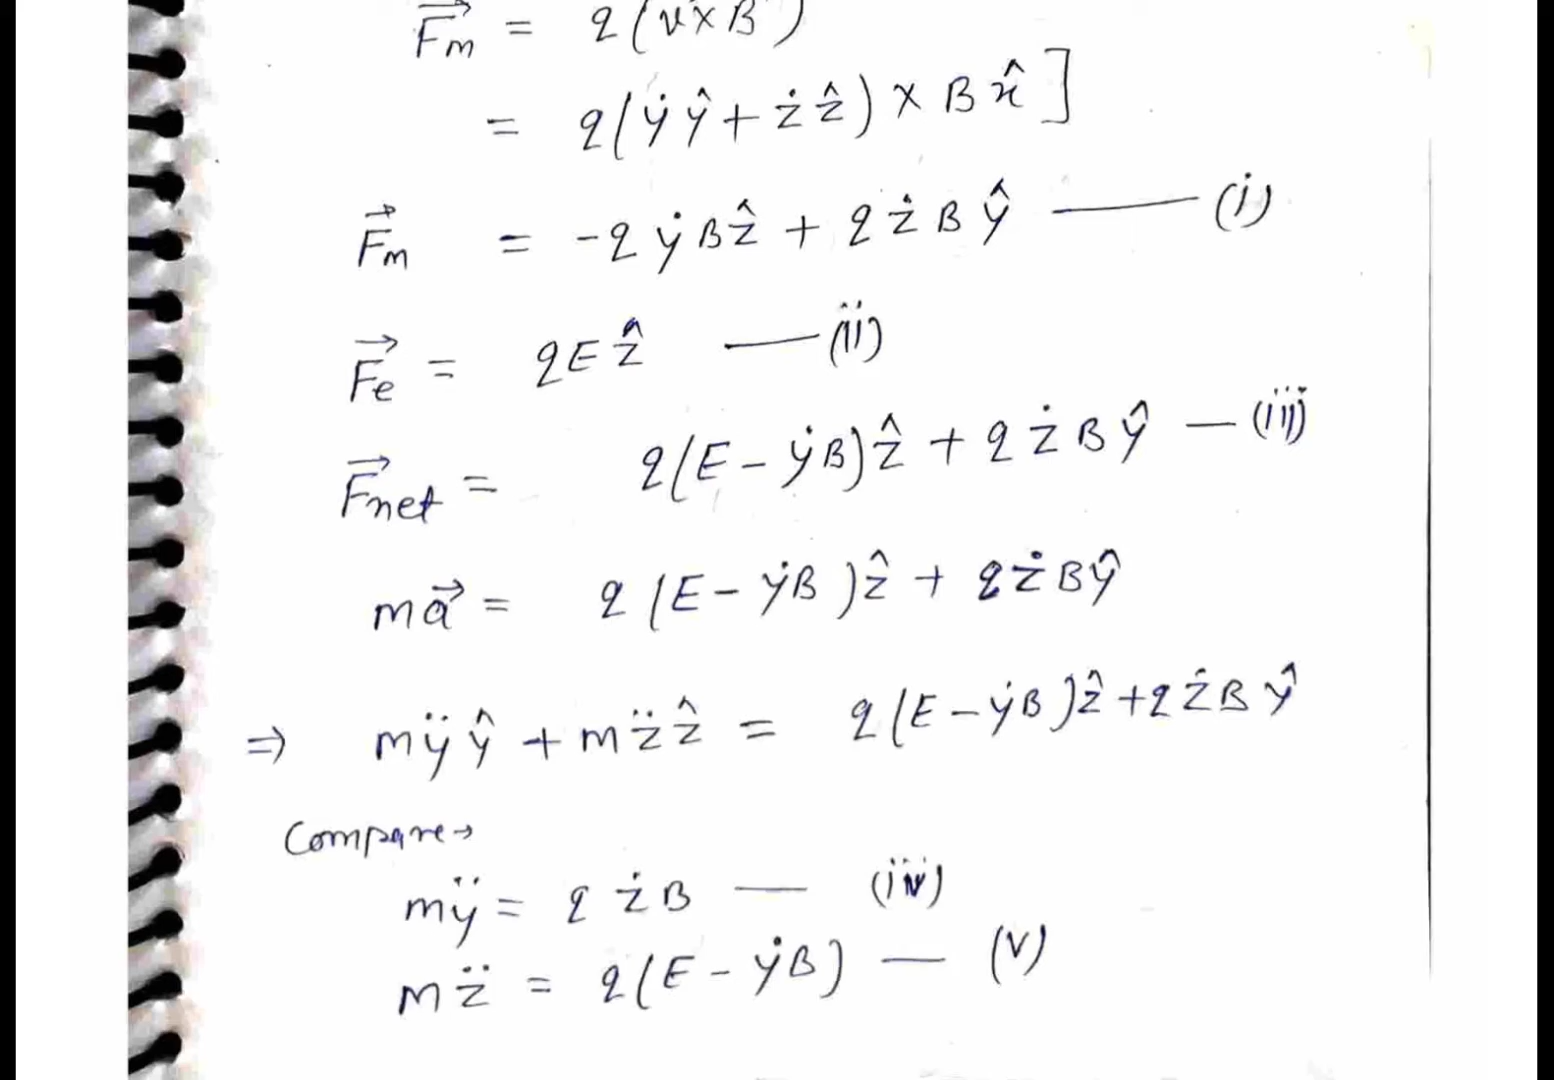 F⃗m = q(v×B)
= q(ẏŷ + żẑ) × Bx̂]
F⃗m = -qẏBẑ + qżBŷ —— (i)
F⃗e = qEẑ — (ii)
F⃗net = q(E - ẏB)ẑ + qżBŷ — (iii)
ma⃗ = q(E - ẏB)ẑ + qżBŷ
⇒ mÿŷ + mz̈ẑ = q(E - ẏB)ẑ + qżBŷ
Compare→
mÿ = qżB — (iv)
mz̈ = q(E - ẏB) — (v)